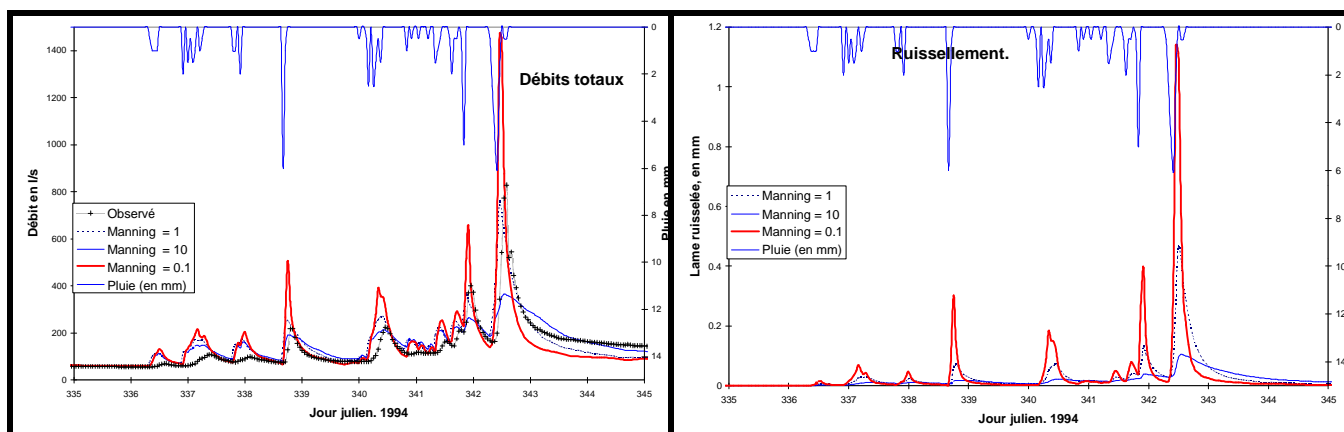 Débits totaux
Débit en l/s
1400
1200
1000
800
600
400
200
0
Pluie en mm
0
2
4
6
8
10
12
14
Observé
Manning = 1
Manning = 10
Manning = 0.1
Pluie (en mm)
335 336 337 338 339 340 341 342 343 344 345
Jour julien. 1994
Ruissellement.
Lame ruisselée, en mm
1.2
1
0.8
0.6
0.4
0.2
0
0
2
4
6
8
10
12
14
Manning = 1
Manning = 10
Manning = 0.1
Pluie (en mm)
335 336 337 338 339 340 341 342 343 344 345
Jour julien. 1994